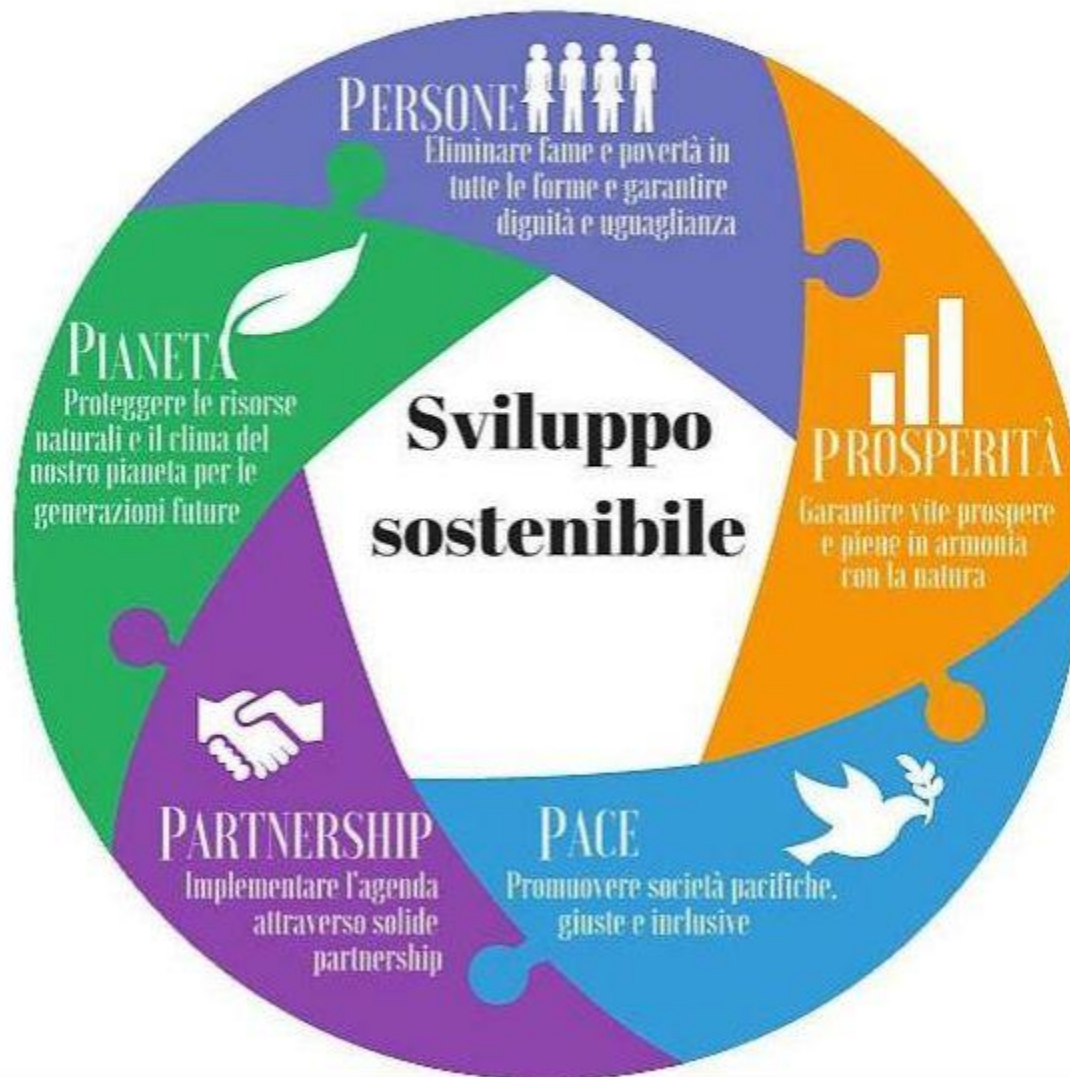 PERSONE
Eliminare fame e povertà in
tutte le forme e garantire
dignità e uguaglianza
PIANETA
Proteggere le risorse
naturali e il clima del
nostro pianeta per le
generazioni future
Sviluppo
sostenibile
PROSPERITÀ
Garantire vite prospere
e piene in armonia
con la natura
PARTNERSHIP
Implementare l'agenda
attraverso solide
partnership
PACE
Promuovere società pacifiche,
giuste e inclusive